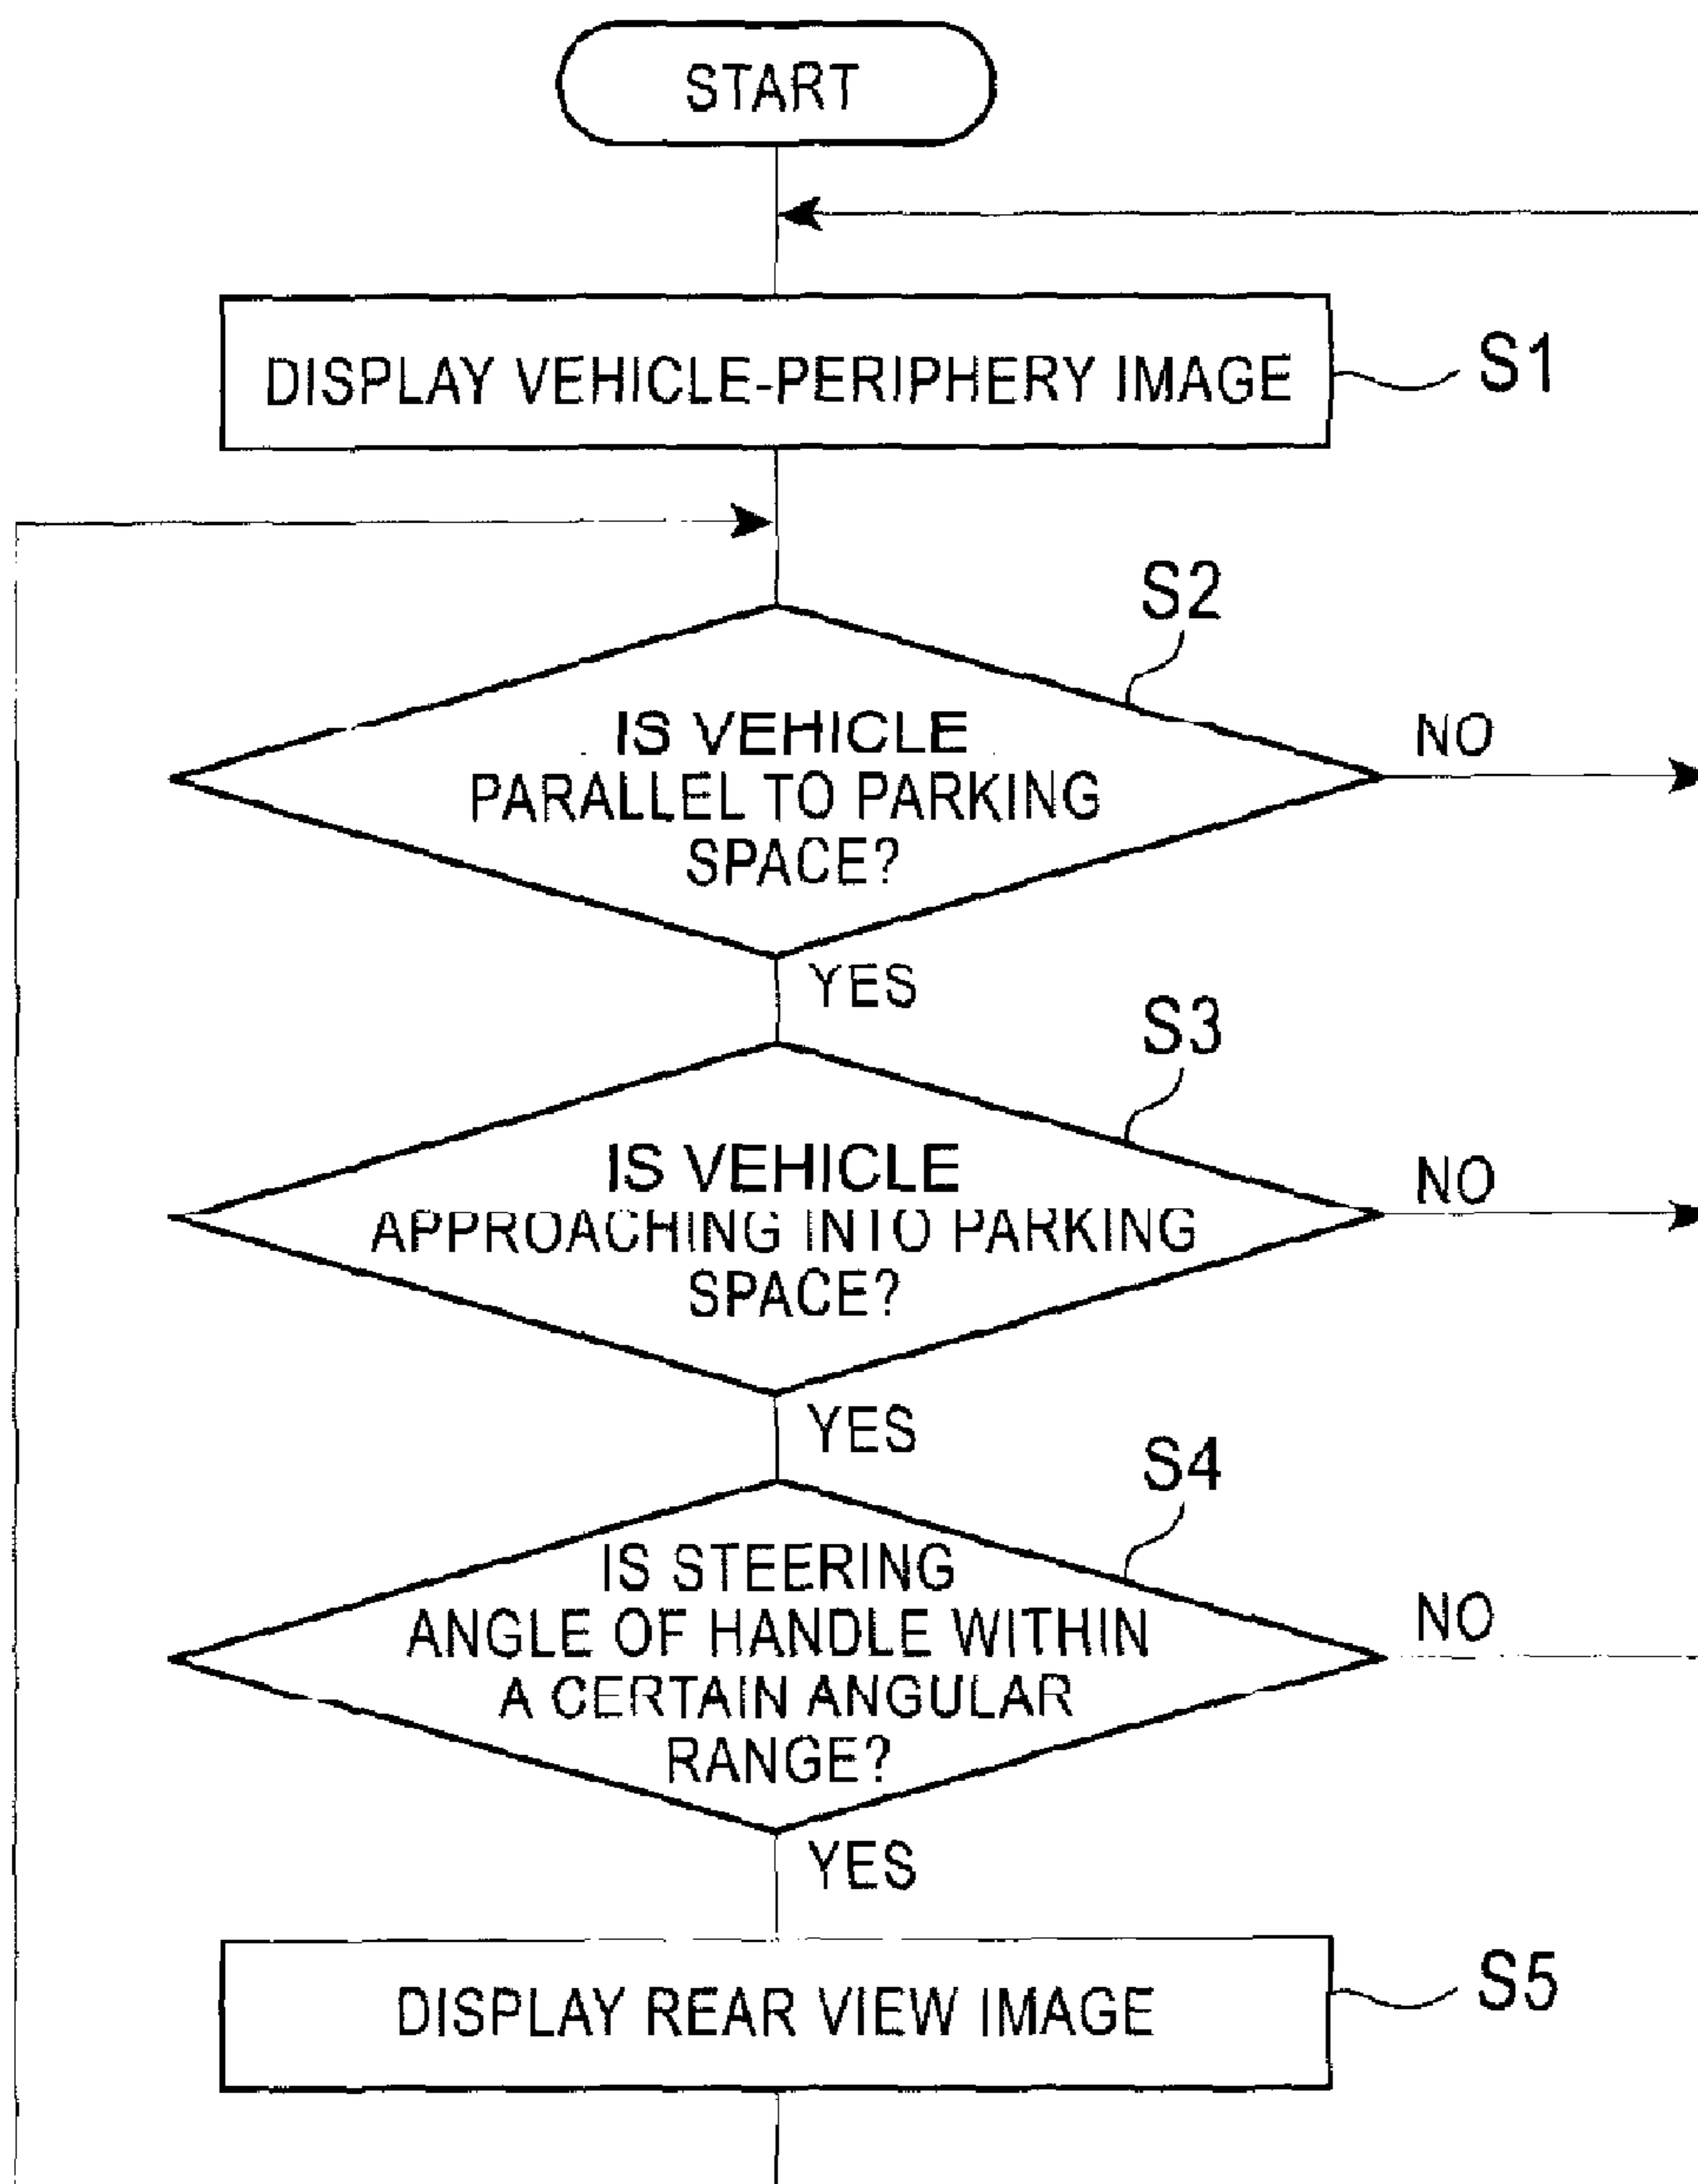 START
DISPLAY VEHICLE-PERIPHERY IMAGE
S1
S2
IS VEHICLE
PARALLEL TO PARKING
SPACE?
NO
YES
S3
IS VEHICLE
APPROACHING INTO PARKING
SPACE?
NO
YES
S4
IS STEERING
ANGLE OF HANDLE WITHIN
A CERTAIN ANGULAR
RANGE?
NO
YES
DISPLAY REAR VIEW IMAGE
S5